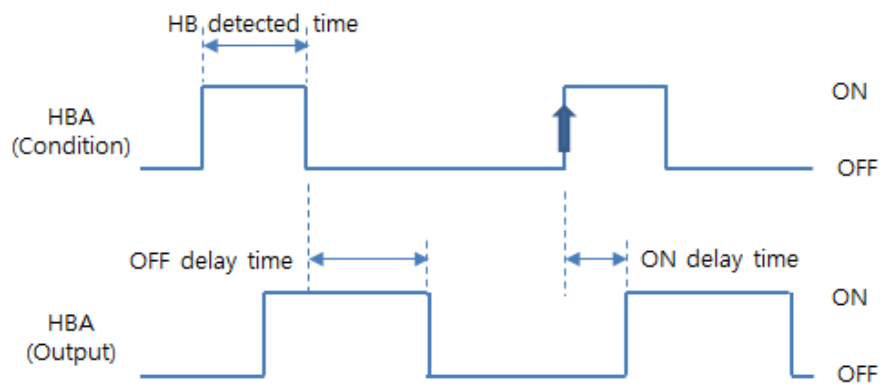 HB detected time
HBA
(Condition)
ON
OFF
OFF delay time
ON delay time
HBA
(Output)
ON
OFF